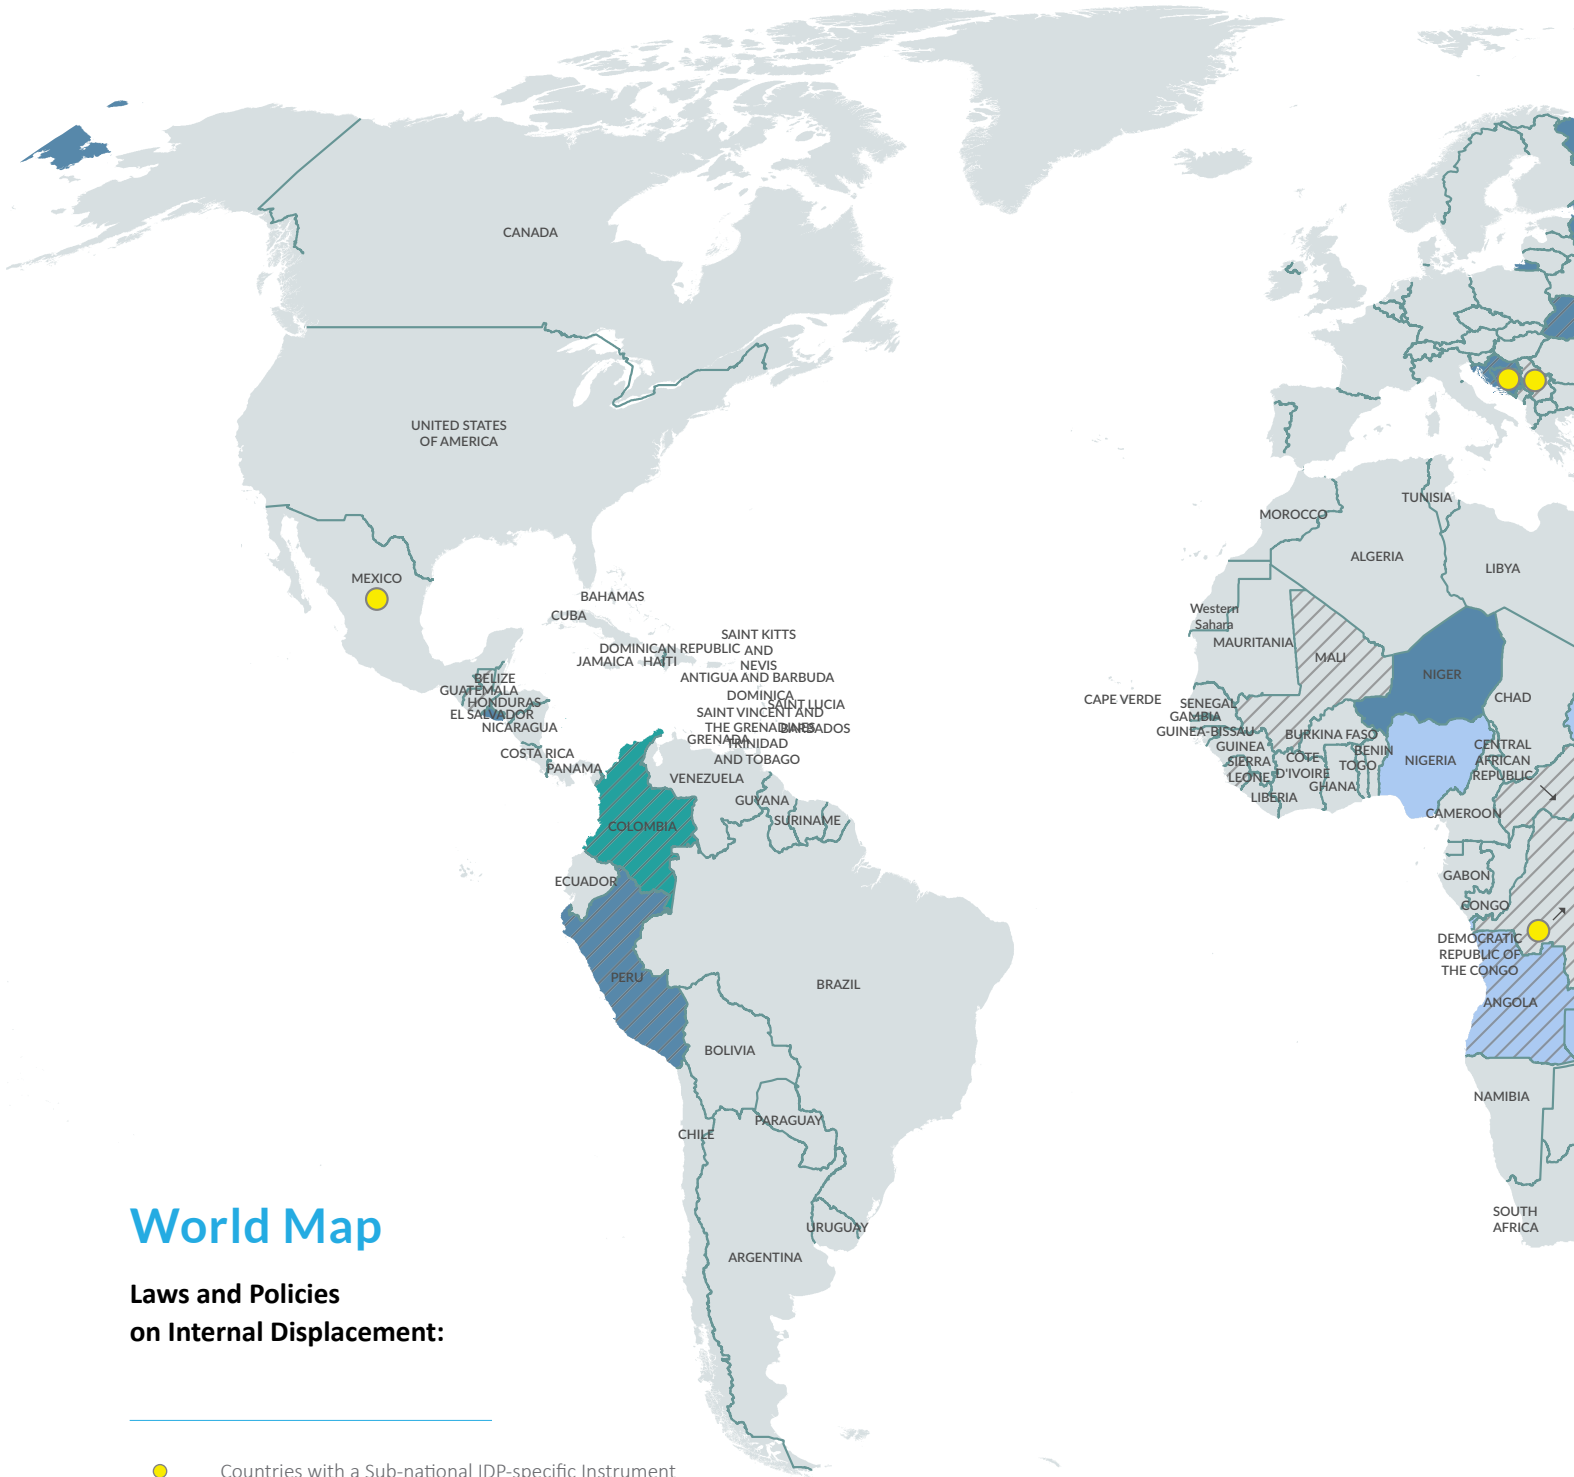 CANADA
UNITED STATES
OF AMERICA
MEXICO
BAHAMAS
CUBA
DOMINICAN REPUBLIC
JAMAICA
HAITI
SAINT KITTS
AND
NEVIS
ANTIGUA AND BARBUDA
DOMINICA
SAINT LUCIA
SAINT VINCENT AND
THE GRENADINES
BARBADOS
GRENADA
TRINIDAD
AND TOBAGO
BELIZE
GUATEMALA
HONDURAS
EL SALVADOR
NICARAGUA
COSTA RICA
PANAMA
VENEZUELA
GUYANA
SURINAME
COLOMBIA
ECUADOR
PERU
BRAZIL
BOLIVIA
PARAGUAY
CHILE
URUGUAY
ARGENTINA
TUNISIA
MOROCCO
ALGERIA
LIBYA
Western
Sahara
MAURITANIA
MALI
NIGER
CHAD
CAPE VERDE
SENEGAL
GAMBIA
GUINEA-BISSAU
GUINEA
SIERRA
LEONE
LIBERIA
BURKINA FASO
CÔTE
D'IVOIRE
GHANA
TOGO
BENIN
NIGERIA
CENTRAL
AFRICAN
REPUBLIC
CAMEROON
GABON
CONGO
DEMOCRATIC
REPUBLIC OF
THE CONGO
ANGOLA
NAMIBIA
SOUTH
AFRICA
World Map
Laws and Policies
on Internal Displacement:
Countries with a Sub-national IDP-specific Instrument